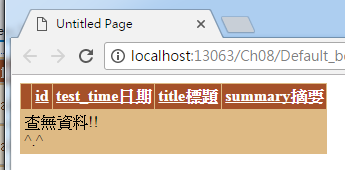 Untitled Page
localhost:13063/Ch08/Default_b
id test_time日期 title標題 summary摘要
查無資料!!
^.^